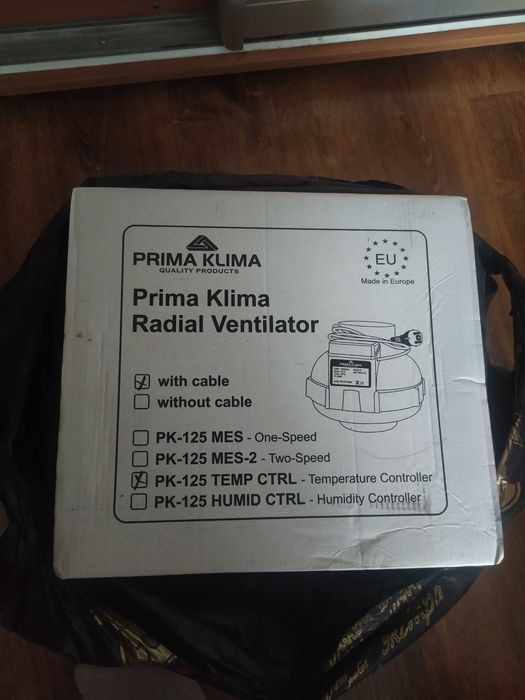 PRIMA KLIMA
QUALITY PRODUCTS
EU
Made in Europe
Prima Klima
Radial Ventilator
PRIMA KLIMA
with cable
without cable
PK-125 MES - One-Speed
PK-125 MES-2 - Two-Speed
PK-125 TEMP CTRL - Temperature Controller
PK-125 HUMID CTRL - Humidity Controller